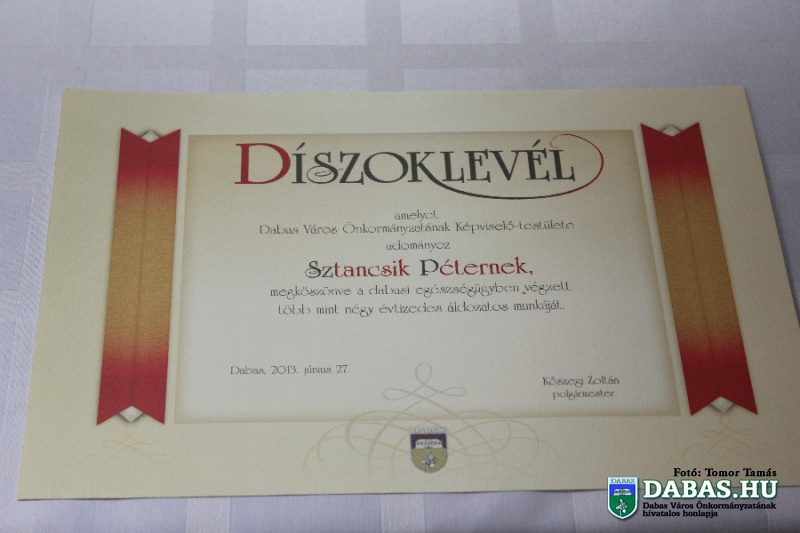 DÍSZOKLEVÉL
amelyet
Dabas Város Önkormányzatának Képviselő-testülete
adományoz
Sztancsik Péternek,
megköszönve a dabasi egészségügyben végzett
több mint négy évtizedes áldozatos munkáját.
Dabas, 2013. június 27.
Kőszegi Zoltán
polgármester
Fotó: Tomor Tamás
DABAS
DABAS.HU
Dabas Város Önkormányzatának
hivatalos honlapja